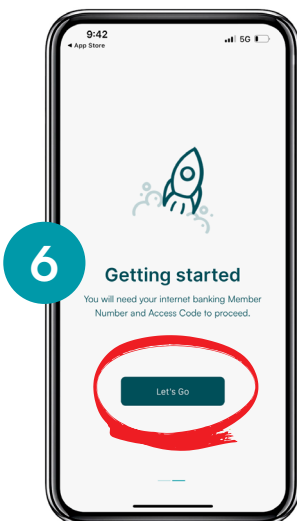 9:42
5G
◀ App Store
6
Getting started
You will need your internet banking Member
Number and Access Code to proceed.
Let's Go